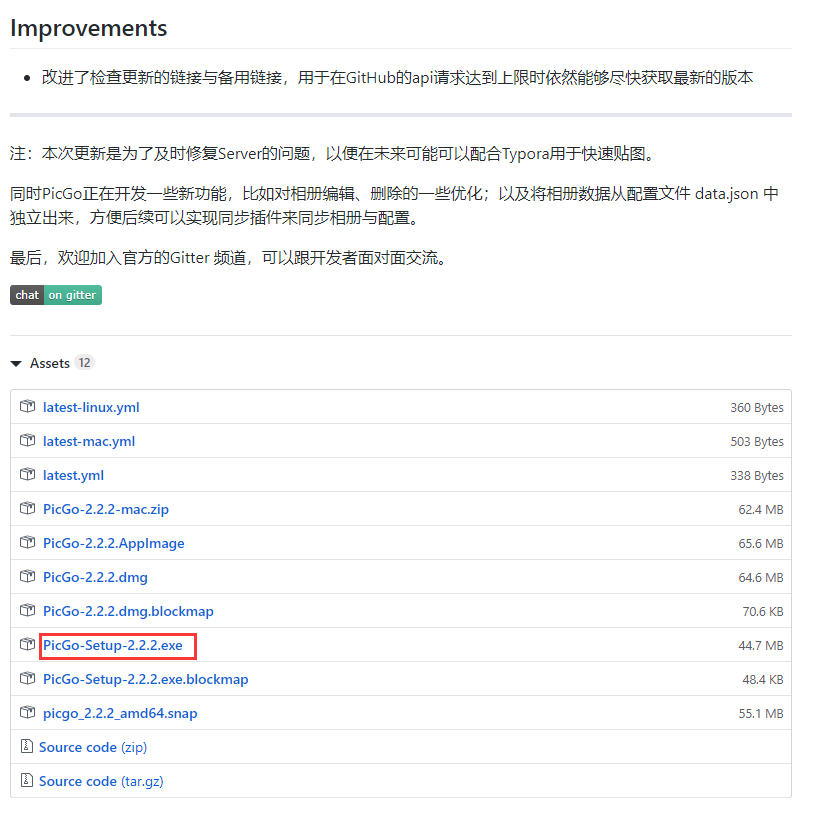 Improvements
改进了检查更新的链接与备用链接，用于在GitHub的api请求达到上限时依然能够尽快获取最新的版本
注：本次更新是为了及时修复Server的问题，以便在未来可能可以配合Typora用于快速贴图。
同时PicGo正在开发一些新功能，比如对相册编辑、删除的一些优化；以及将相册数据从配置文件 data.json 中
独立出来，方便后续可以实现同步插件来同步相册与配置。
最后，欢迎加入官方的Gitter 频道，可以跟开发者面对面交流。
chat on gitter
Assets 12
latest-linux.yml 360 Bytes
latest-mac.yml 503 Bytes
latest.yml 338 Bytes
PicGo-2.2.2-mac.zip 62.4 MB
PicGo-2.2.2.AppImage 65.6 MB
PicGo-2.2.2.dmg 64.6 MB
PicGo-2.2.2.dmg.blockmap 70.6 KB
PicGo-Setup-2.2.2.exe 44.7 MB
PicGo-Setup-2.2.2.exe.blockmap 48.4 KB
picgo_2.2.2_amd64.snap 55.1 MB
Source code (zip)
Source code (tar.gz)